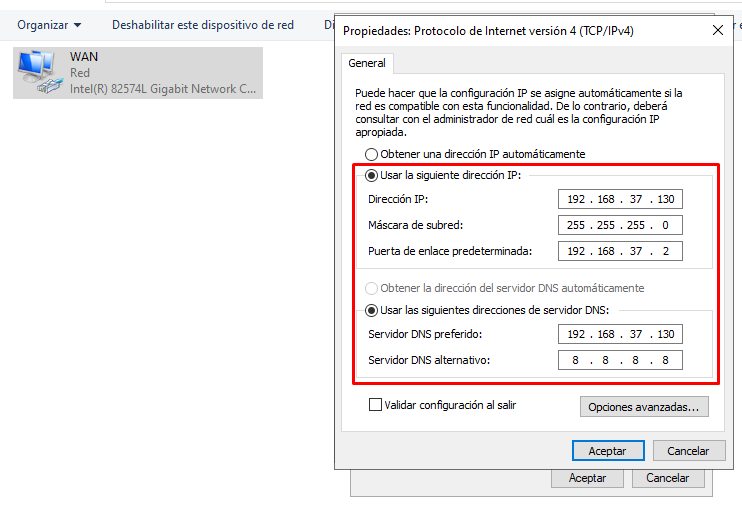 Organizar
Deshabilitar este dispositivo de red
WAN
Red
Intel(R) 82574L Gigabit Network C...
Propiedades: Protocolo de Internet versión 4 (TCP/IPv4)
General
Puede hacer que la configuración IP se asigne automáticamente si la
red es compatible con esta funcionalidad. De lo contrario, deberá
consultar con el administrador de red cuál es la configuración IP
apropiada.
Obtener una dirección IP automáticamente
Usar la siguiente dirección IP:
Dirección IP: 192 . 168 . 37 . 130
Máscara de subred: 255 . 255 . 255 . 0
Puerta de enlace predeterminada: 192 . 168 . 37 . 2
Obtener la dirección del servidor DNS automáticamente
Usar las siguientes direcciones de servidor DNS:
Servidor DNS preferido: 192 . 168 . 37 . 130
Servidor DNS alternativo: 8 . 8 . 8 . 8
Validar configuración al salir
Opciones avanzadas...
Aceptar Cancelar
Aceptar Cancelar